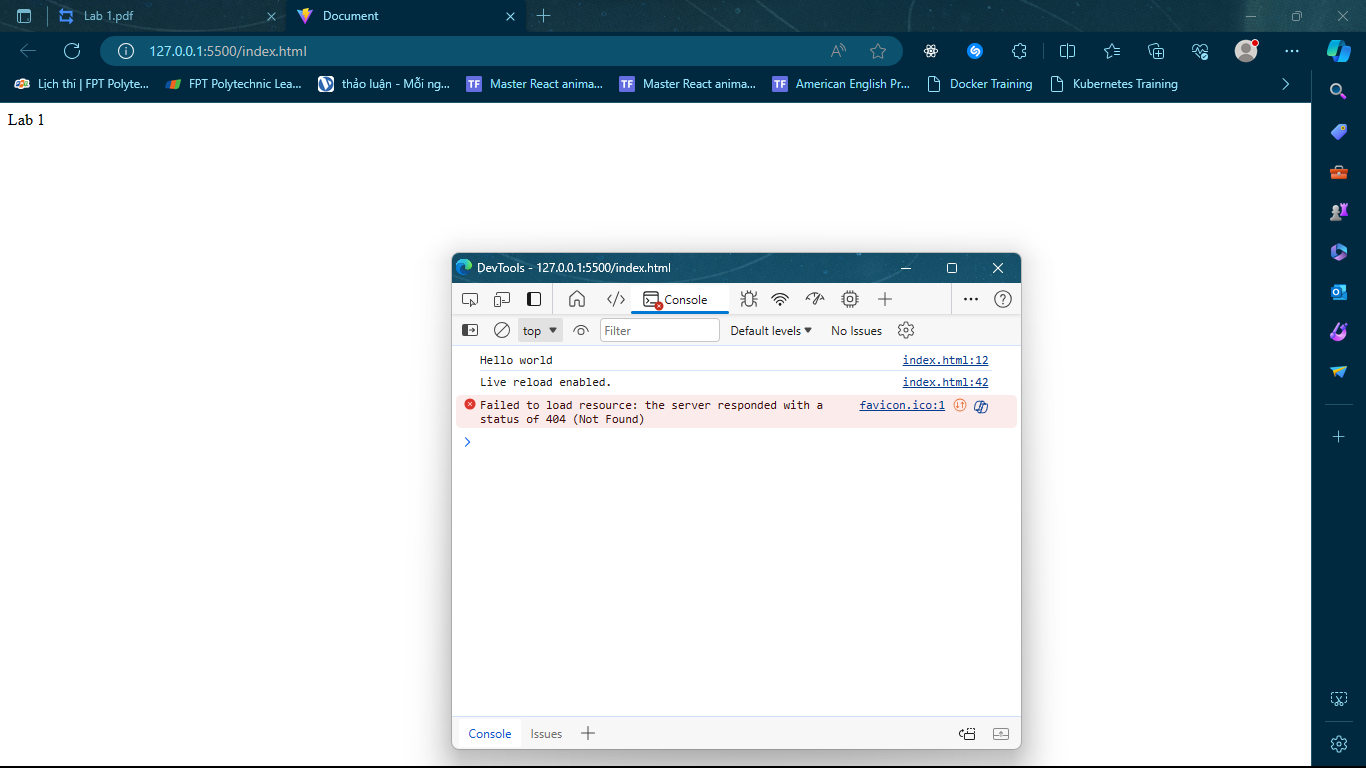 Lab 1.pdf
Document
127.0.0.1:5500/index.html
Lịch thi | FPT Polyte...
FPT Polytechnic Lea...
thảo luận - Mỗi ng...
TF Master React anima...
TF Master React anima...
TF American English Pr...
Docker Training
Kubernetes Training
Lab 1
DevTools - 127.0.0.1:5500/index.html
Console
top
Filter
Default levels
No Issues
Hello world index.html:12
Live reload enabled. index.html:42
Failed to load resource: the server responded with a favicon.ico:1
status of 404 (Not Found)
Console Issues